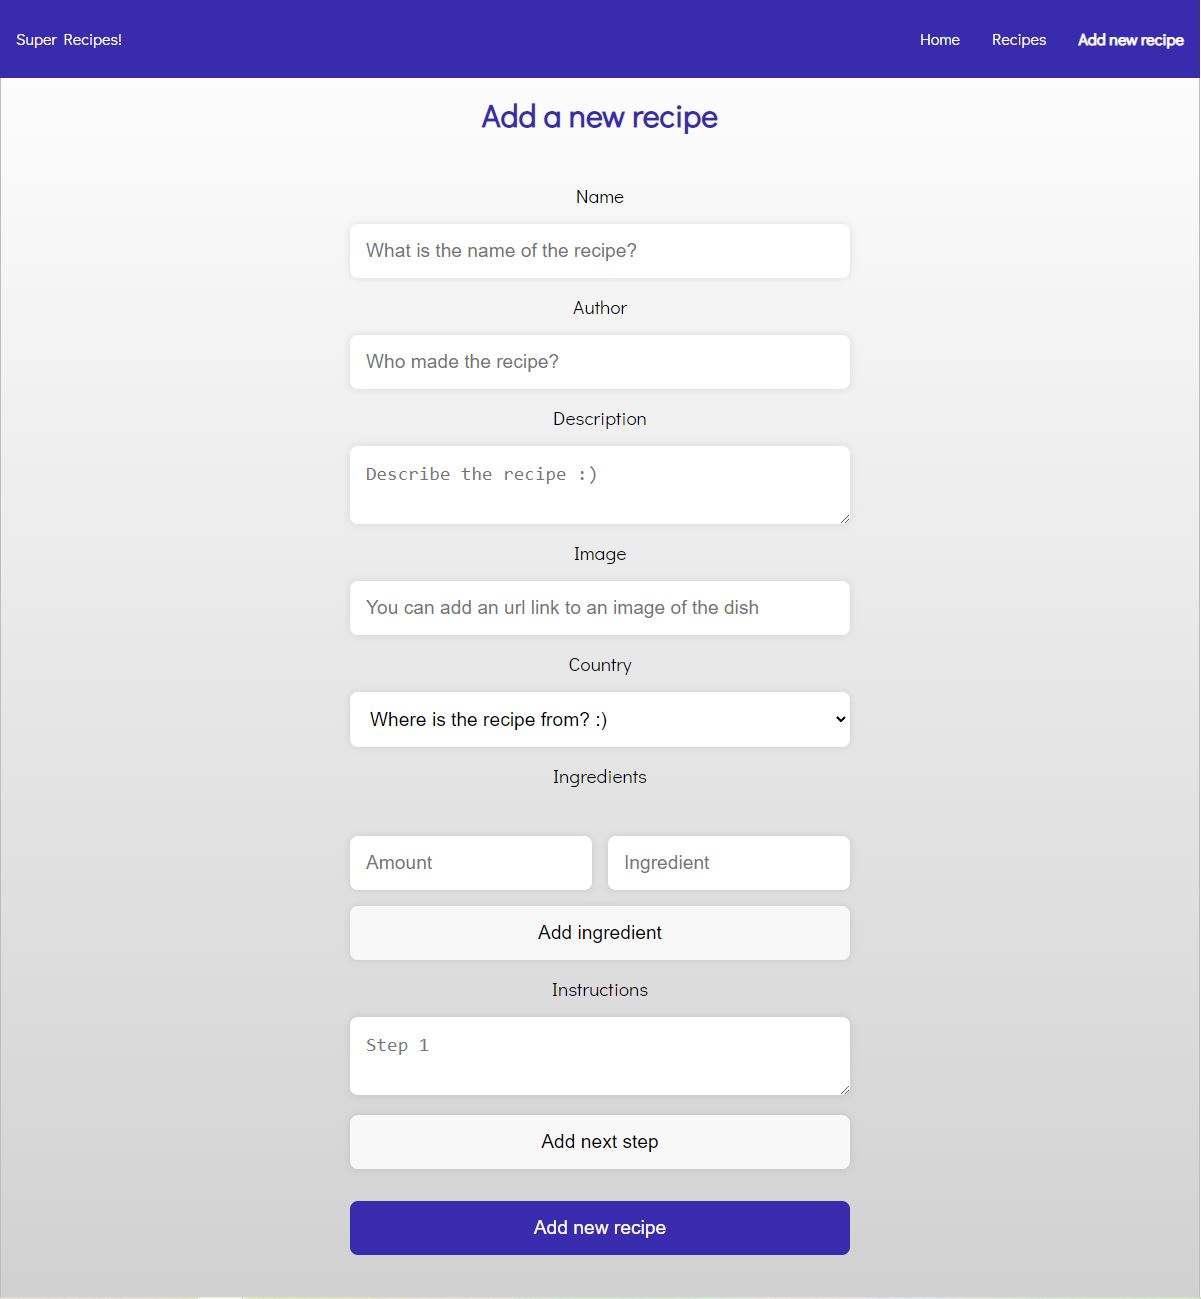 Super Recipes!
Home
Recipes
Add new recipe
Add a new recipe
Name
What is the name of the recipe?
Author
Who made the recipe?
Description
Describe the recipe :)
Image
You can add an url link to an image of the dish
Country
Where is the recipe from? :)
Ingredients
Amount
Ingredient
Add ingredient
Instructions
Step 1
Add next step
Add new recipe